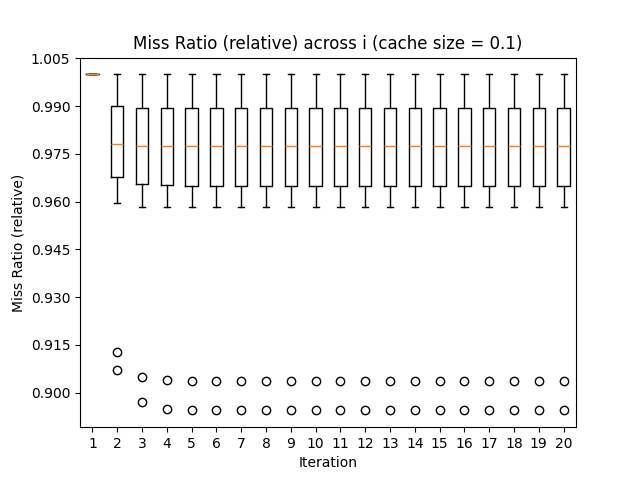 Miss Ratio (relative) across i (cache size = 0.1)
1.005
0.990
0.975
0.960
0.945
0.930
0.915
0.900
Miss Ratio (relative)
1 2 3 4 5 6 7 8 9 10 11 12 13 14 15 16 17 18 19 20
Iteration